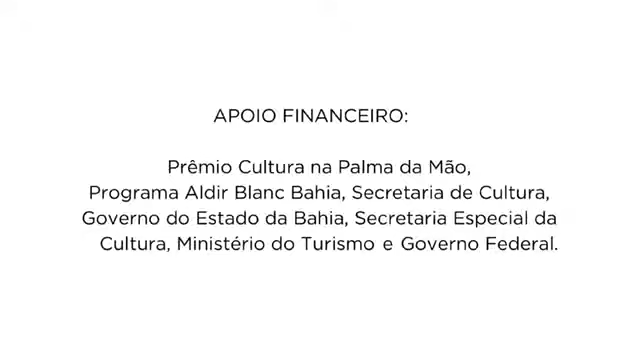 APOIO FINANCEIRO:
Prêmio Cultura na Palma da Mão,
Programa Aldir Blanc Bahia, Secretaria de Cultura,
Governo do Estado da Bahia, Secretaria Especial da
Cultura, Ministério do Turismo e Governo Federal.